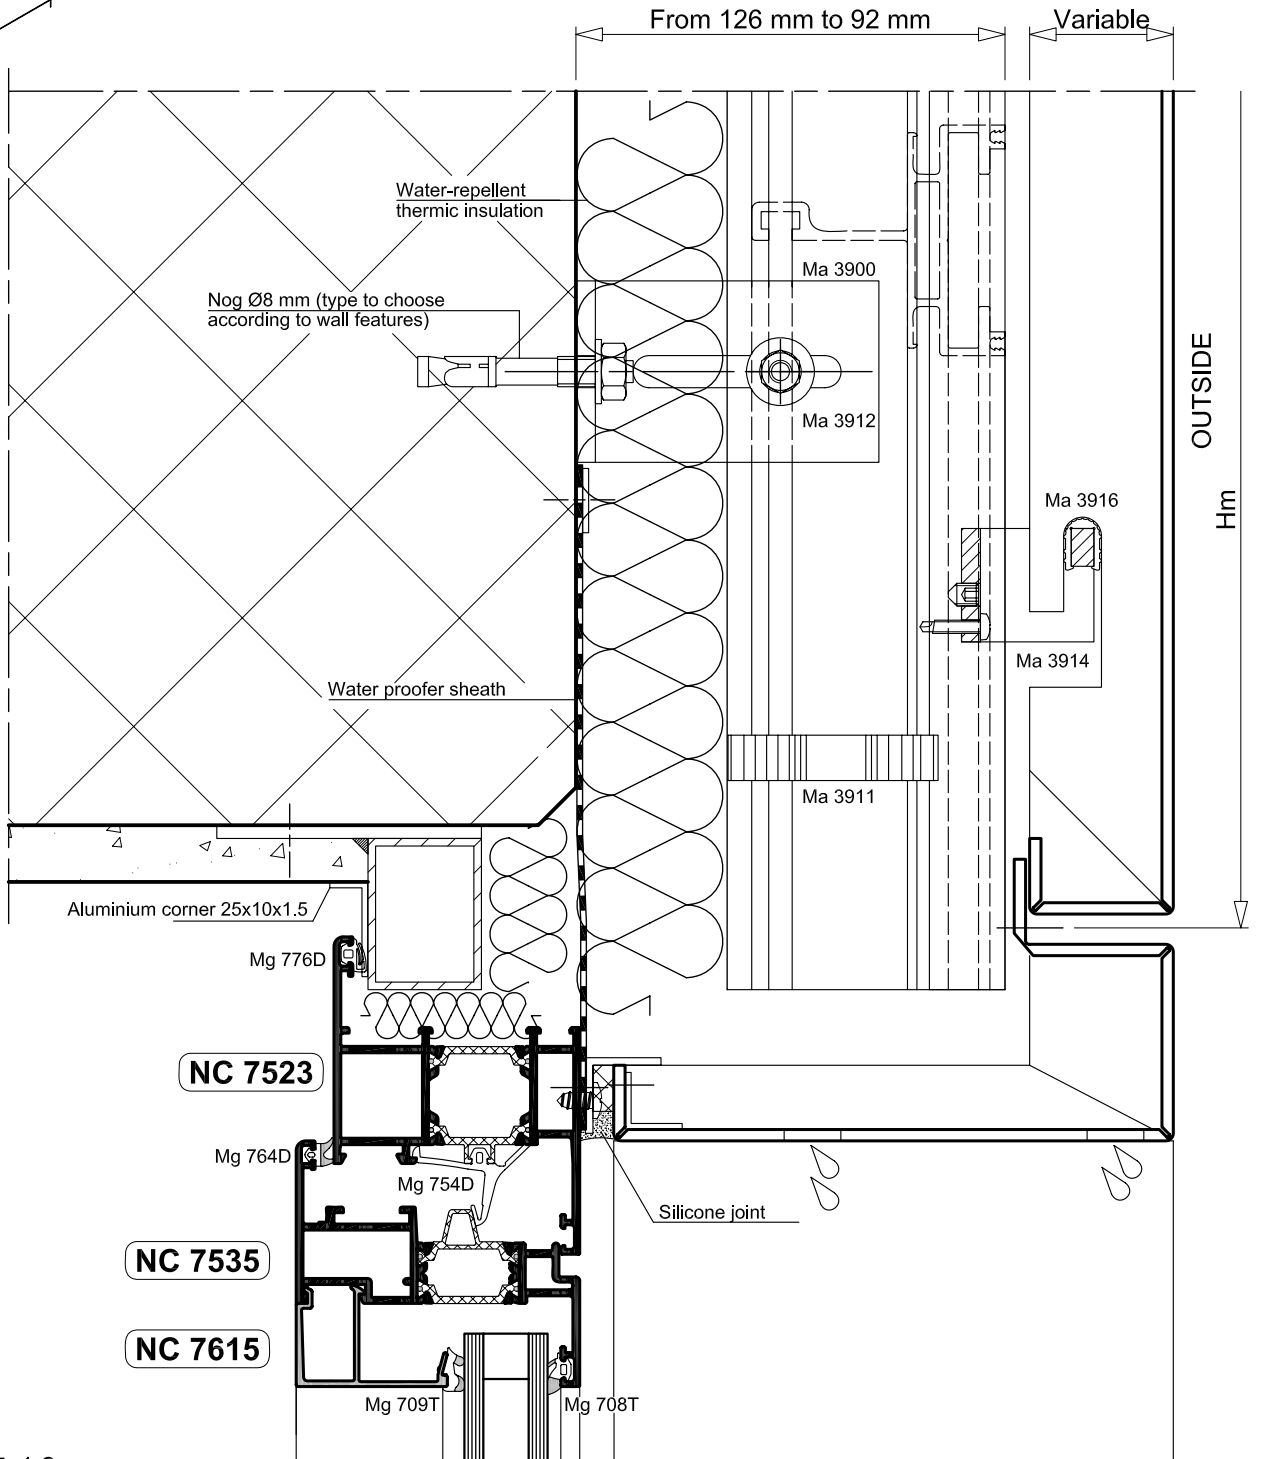 From 126 mm to 92 mm
Variable
Water-repellent
thermic insulation
Ma 3900
Nog Ø8 mm (type to choose
according to wall features)
OUTSIDE
Ma 3912
Ma 3916
Hm
Ma 3914
Water proofer sheath
Ma 3911
Aluminium corner 25x10x1.5
Mg 776D
NC 7523
Mg 764D
Mg 754D
Silicone joint
NC 7535
NC 7615
Mg 709T
Mg 708T